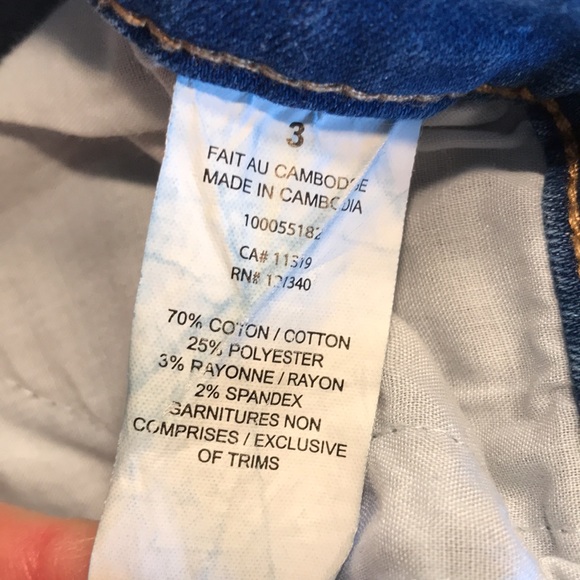 3
FAIT AU CAMBODGE
MADE IN CAMBODIA
100055182
CA#
RN#
70% COTON / COTTON
25% POLYESTER
3% RAYONNE / RAYON
2% SPANDEX
GARNITURES NON
COMPRISES / EXCLUSIVE
OF TRIMS